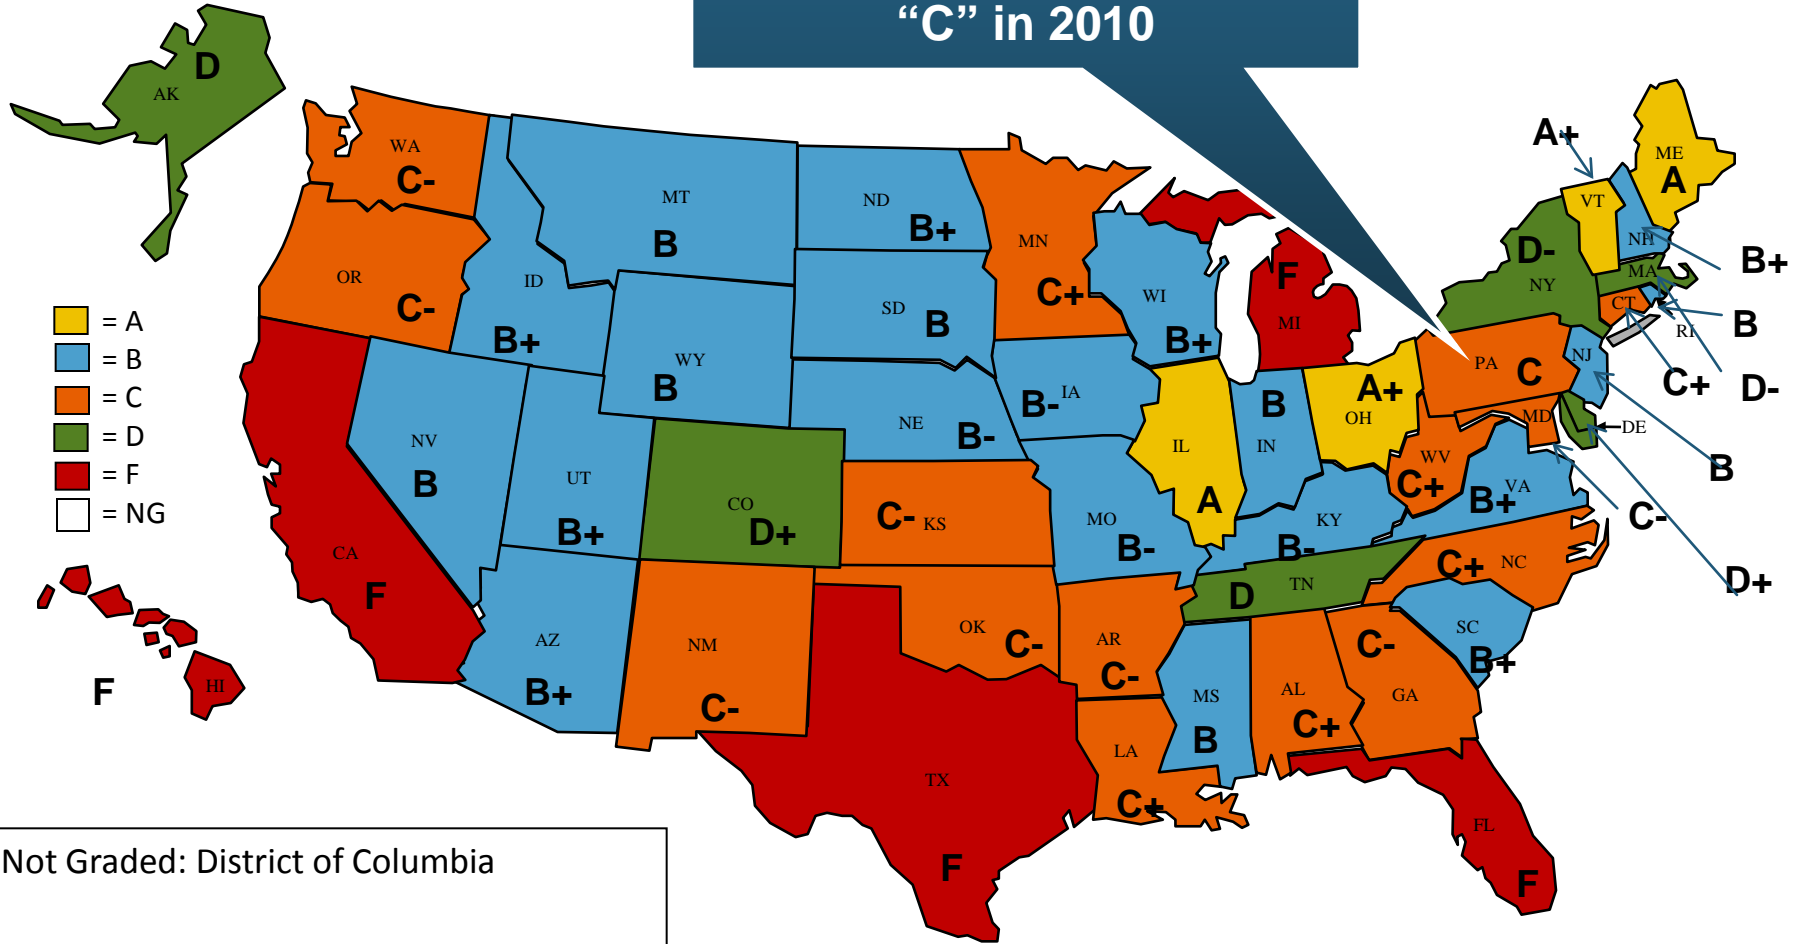 “C” in 2010
D
AK
WA
C-
MT
B
ND
B+
MN
C+
A+
ME
A
VT
NH
B+
OR
C-
ID
B+
WY
B
SD
B
WI
B+
F
MI
D-
NY
MA
CT
RI
B
C+
D-
= A
= B
= C
= D
= F
= NG
NV
B
UT
B+
CO
D+
NE
B-
B- IA
IL
A
B
IN
A+
OH
PA C
NJ
MD
DE
B
WV
C+
VA
B+
C-
D+
CA
F
C- KS
MO
B-
KY
B-
C+ NC
D TN
SC
B+
F
HI
AZ
B+
NM
C-
OK
C-
AR
C-
MS
B
AL
C+
C-
GA
LA
C+
TX
F
FL
F
Not Graded: District of Columbia